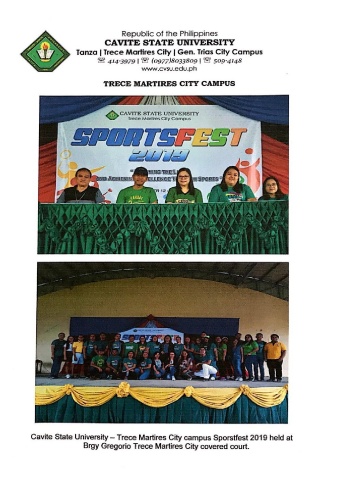 Republic of the Philippines
CAVITE STATE UNIVERSITY
Tanza | Trece Martires City | Gen. Trias City Campus
☏ 414-3979 | ☏ (0977)8033809 | ☏ 509-4148
www.cvsu.edu.ph
TRECE MARTIRES CITY CAMPUS
CAVITE STATE UNIVERSITY
Trece Martires City Campus
SPORTSFEST
2019
Cavite State University – Trece Martires City campus Sporstfest 2019 held at
Brgy Gregorio Trece Martires City covered court.